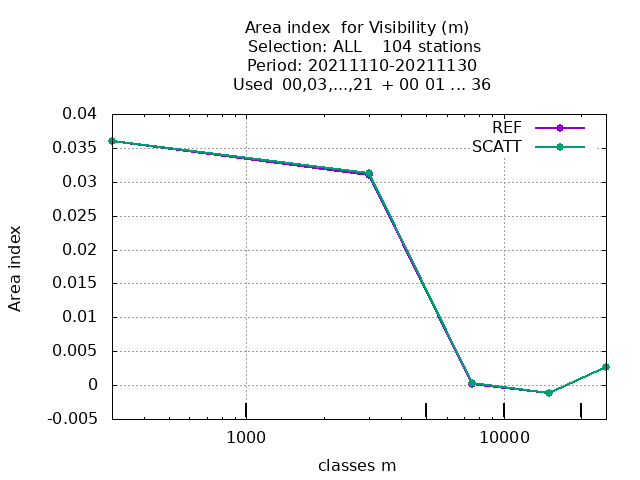 Area index for Visibility (m)
Selection: ALL 104 stations
Period: 20211110-20211130
Used 00,03,...,21 + 00 01 ... 36
REF
SCATT
0.04
0.035
0.03
0.025
0.02
0.015
0.01
0.005
0
-0.005
Area index
1000
10000
classes m